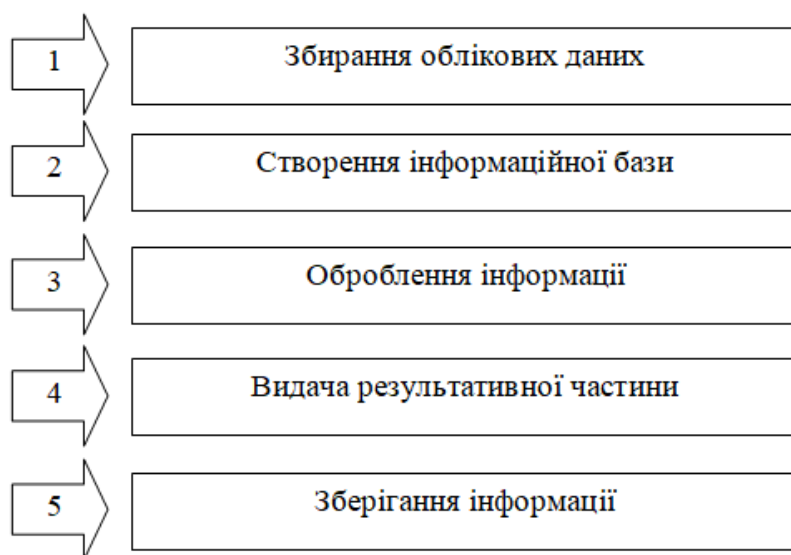 1
Збирання облікових даних
2
Створення інформаційної бази
3
Оброблення інформації
4
Видача результативної частини
5
Зберігання інформації